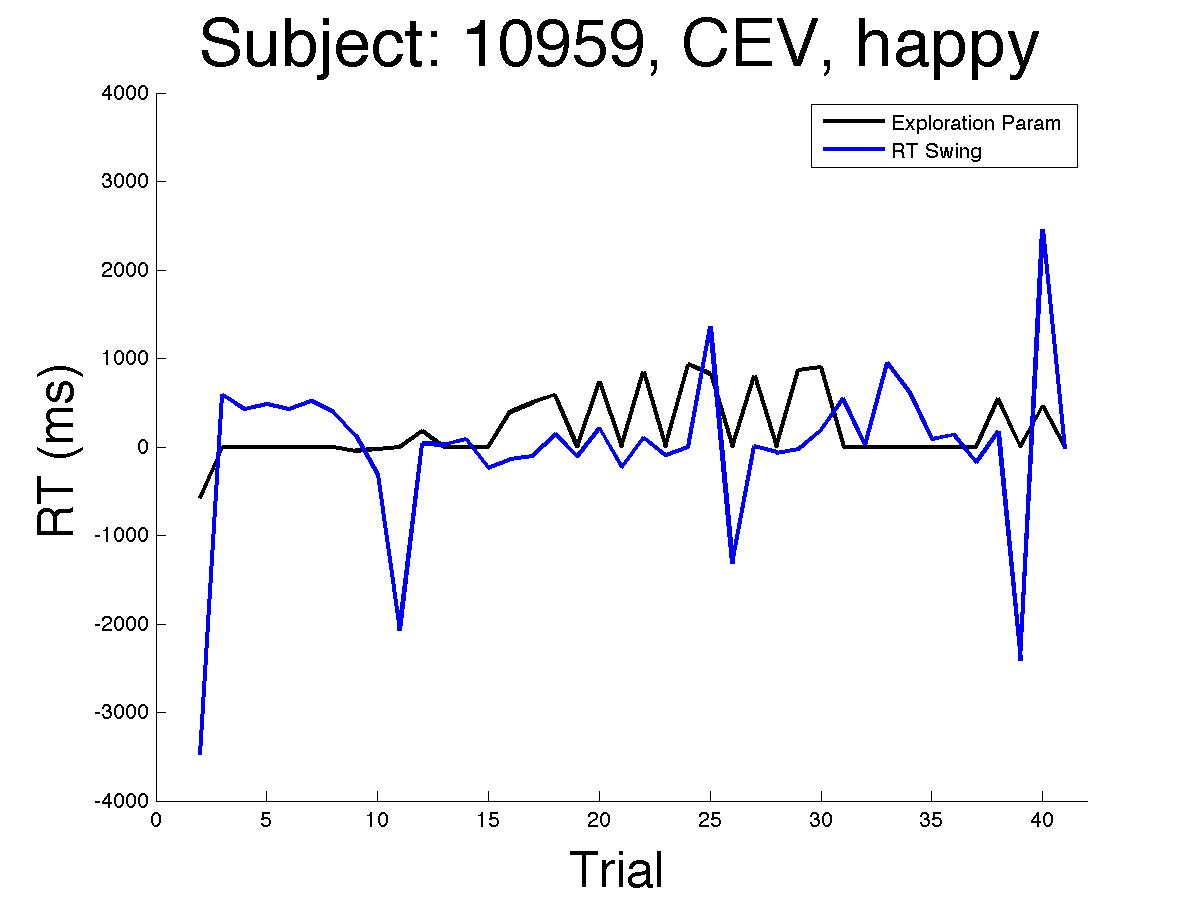 Subject: 10959, CEV, happy
Exploration Param
RT Swing
4000
3000
2000
1000
0
-1000
-2000
-3000
-4000
RT (ms)
0 5 10 15 20 25 30 35 40
Trial